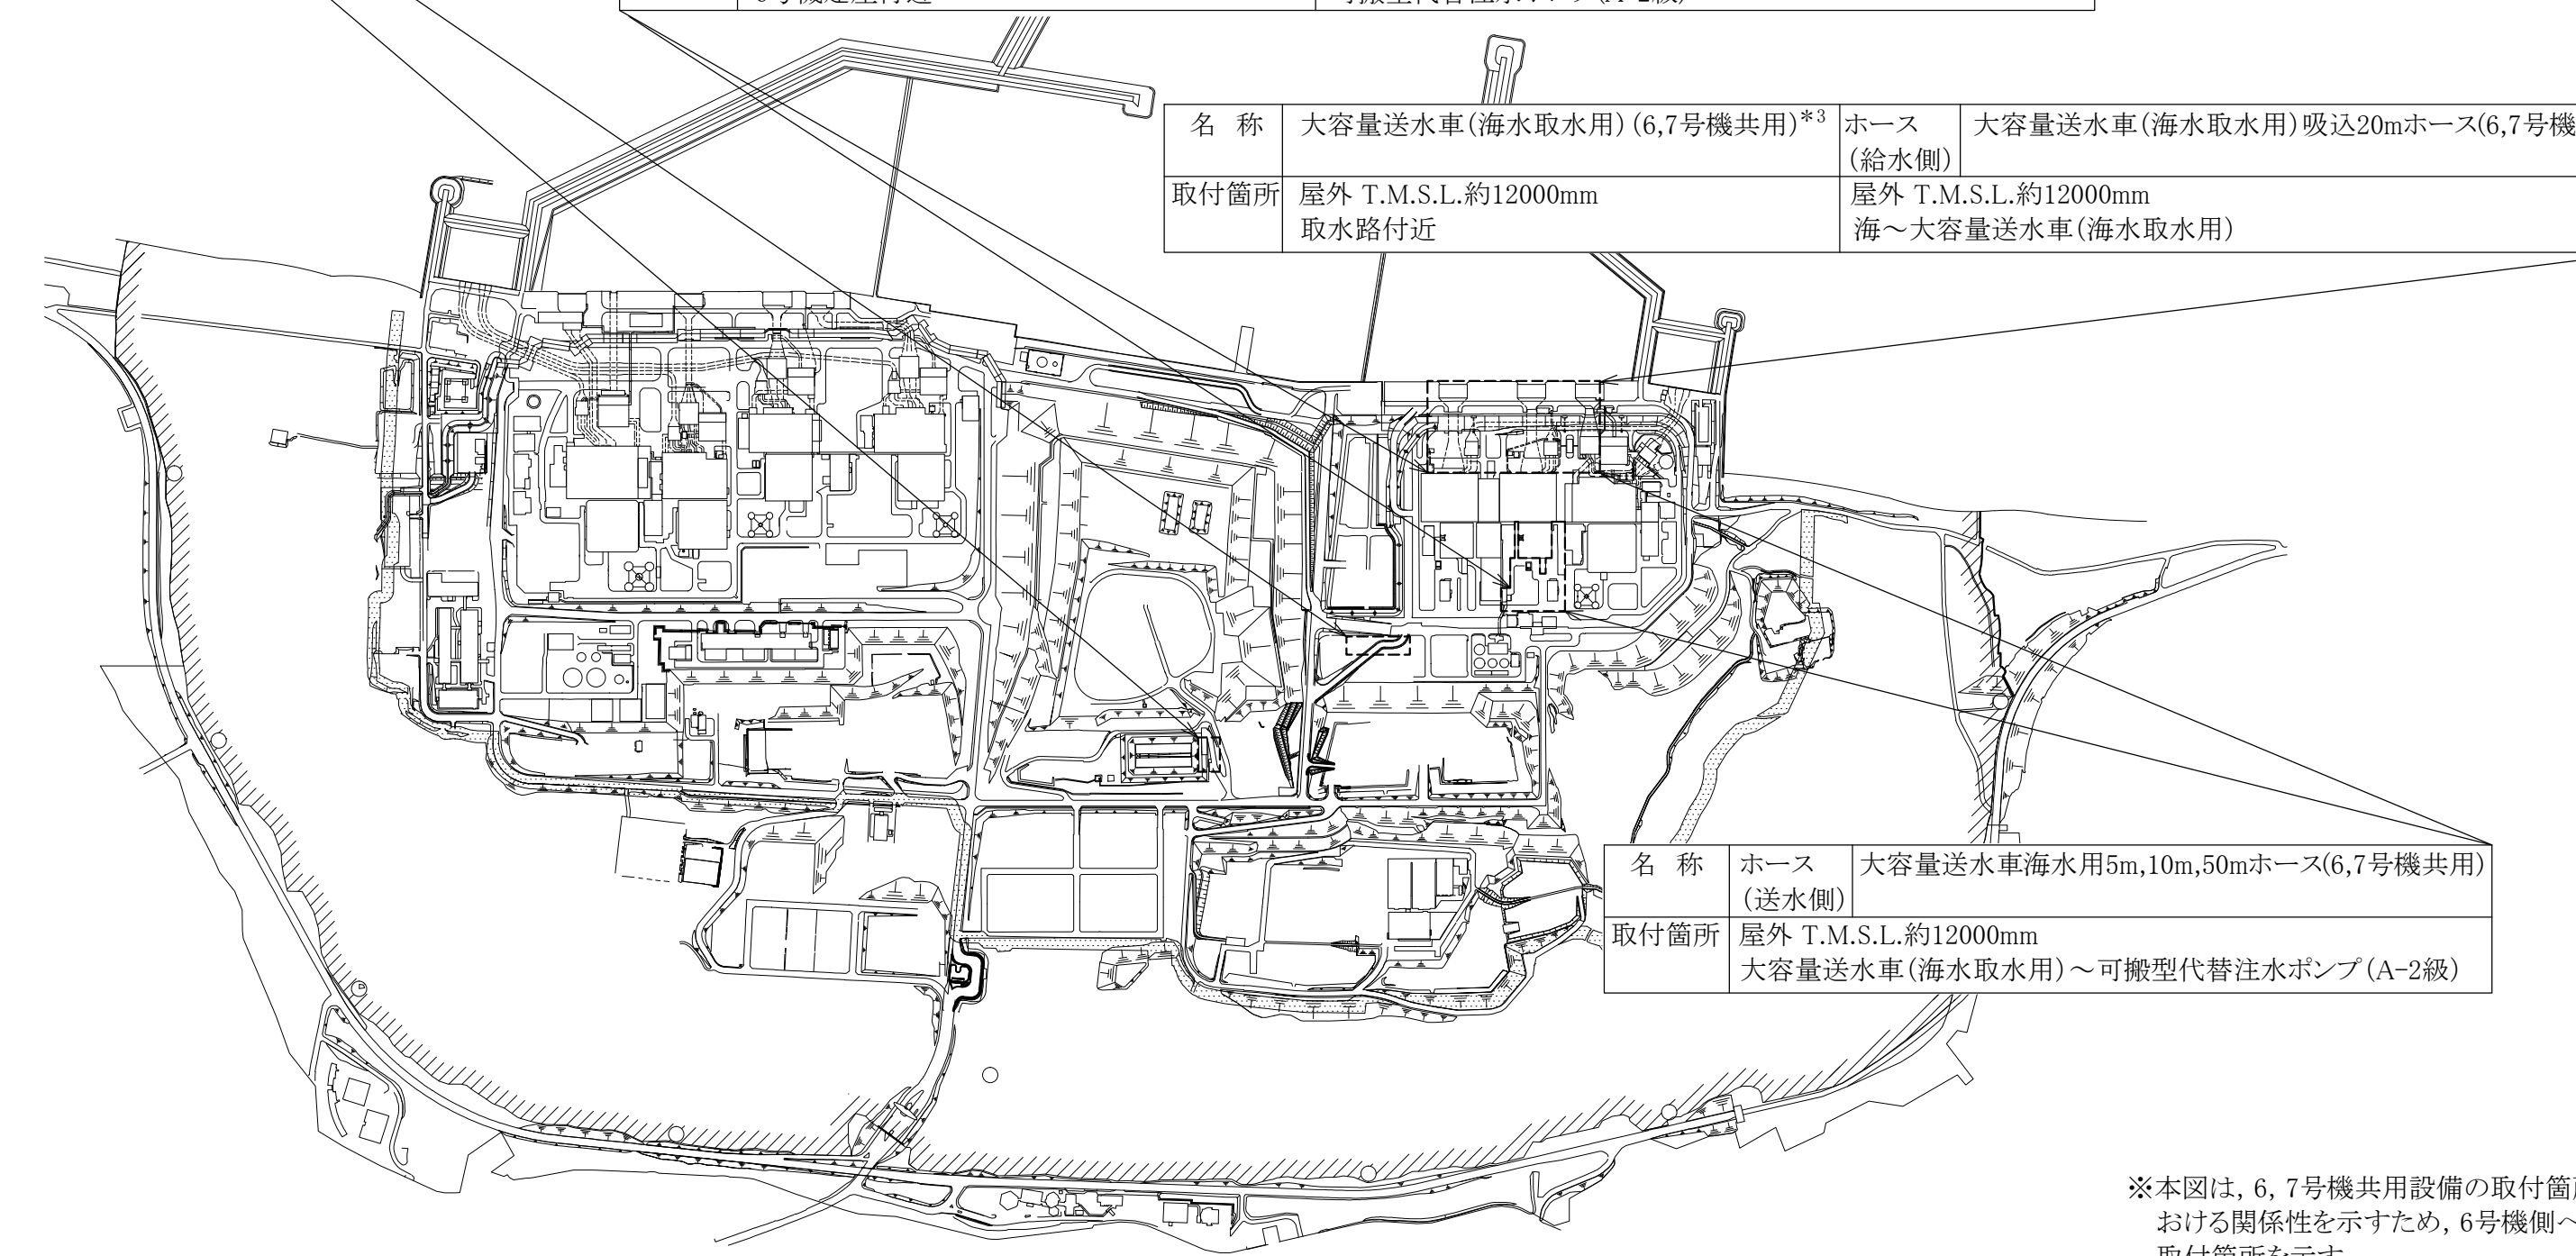 名 称 大容量送水車(海水取水用)(6,7号機共用)*3 ホース(給水側) 大容量送水車(海水取水用)吸込20mホース(6,7号機
取付箇所 屋外 T.M.S.L.約12000mm 屋外 T.M.S.L.約12000mm
取水路付近 海～大容量送水車(海水取水用)
名 称 ホース 大容量送水車海水用5m,10m,50mホース(6,7号機共用)
(送水側)
取付箇所 屋外 T.M.S.L.約12000mm
大容量送水車(海水取水用)～可搬型代替注水ポンプ(A-2級)
※本図は,6,7号機共用設備の取付箇
おける関係性を示すため,6号機側へ
取付箇所を示す